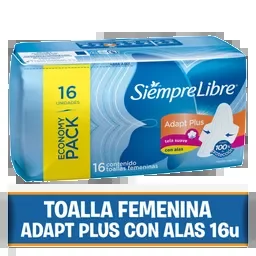 16
UNIDADES
ECONOMY
PACK
SiempreLibre
Adapt Plus
tela suave
con alas
100%
16 contenido
toallas femeninas
TOALLA FEMENINA
ADAPT PLUS CON ALAS 16u